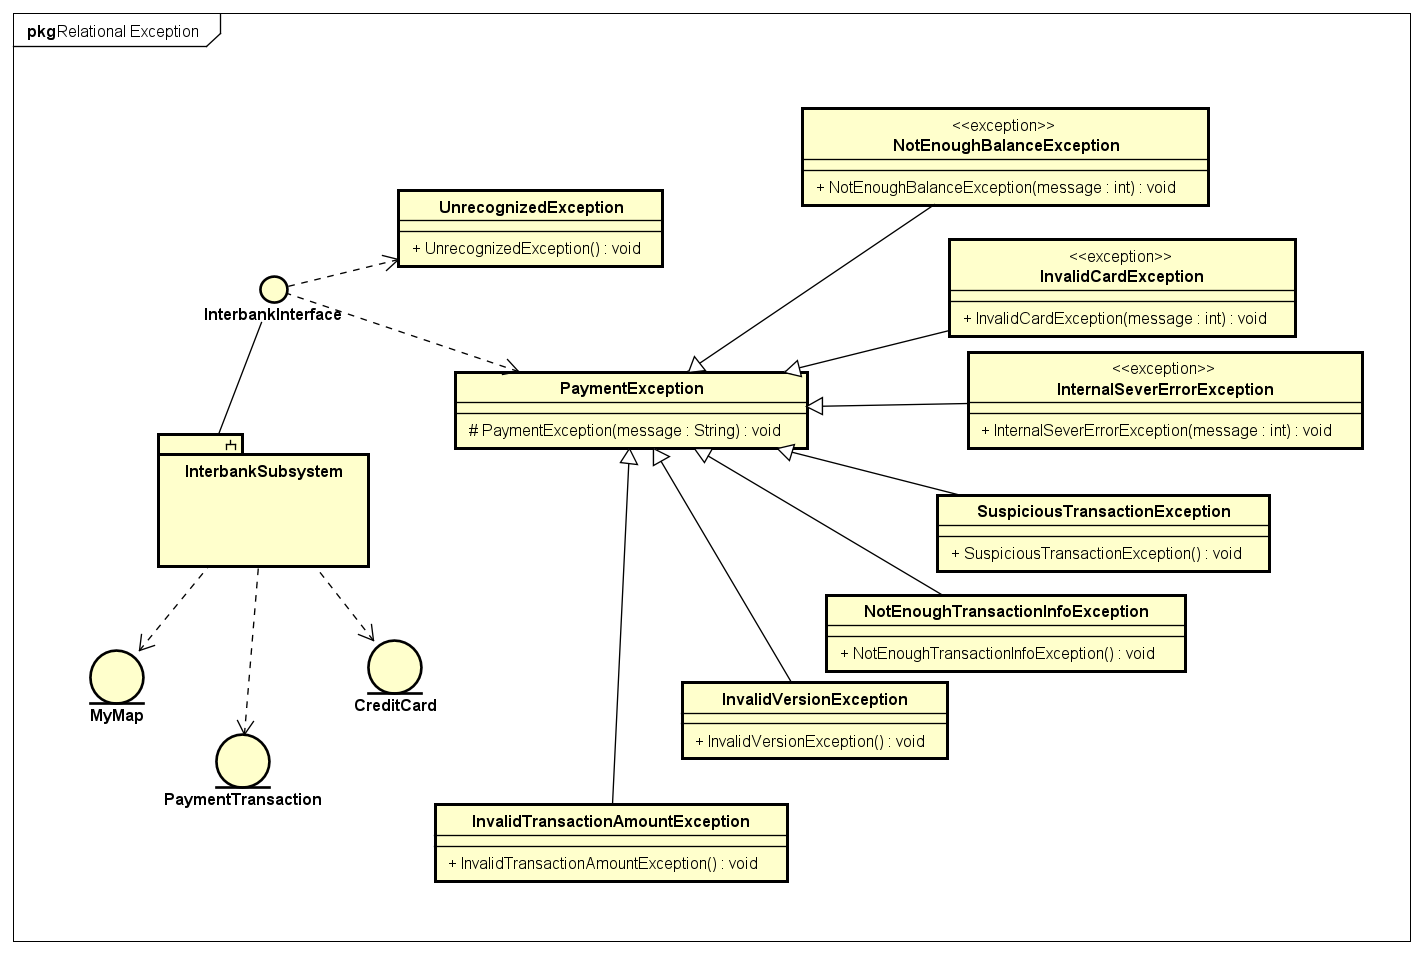 pkg Relational Exception
<<exception>>
NotEnoughBalanceException
+ NotEnoughBalanceException(message : int) : void
UnrecognizedException
+ UnrecognizedException() : void
<<exception>>
InvalidCardException
+ InvalidCardException(message : int) : void
InterbankInterface
<<exception>>
InternalSeverErrorException
+ InternalSeverErrorException(message : int) : void
PaymentException
# PaymentException(message : String) : void
InterbankSubsystem
SuspiciousTransactionException
+ SuspiciousTransactionException() : void
NotEnoughTransactionInfoException
+ NotEnoughTransactionInfoException() : void
InvalidVersionException
+ InvalidVersionException() : void
CreditCard
MyMap
PaymentTransaction
InvalidTransactionAmountException
+ InvalidTransactionAmountException() : void